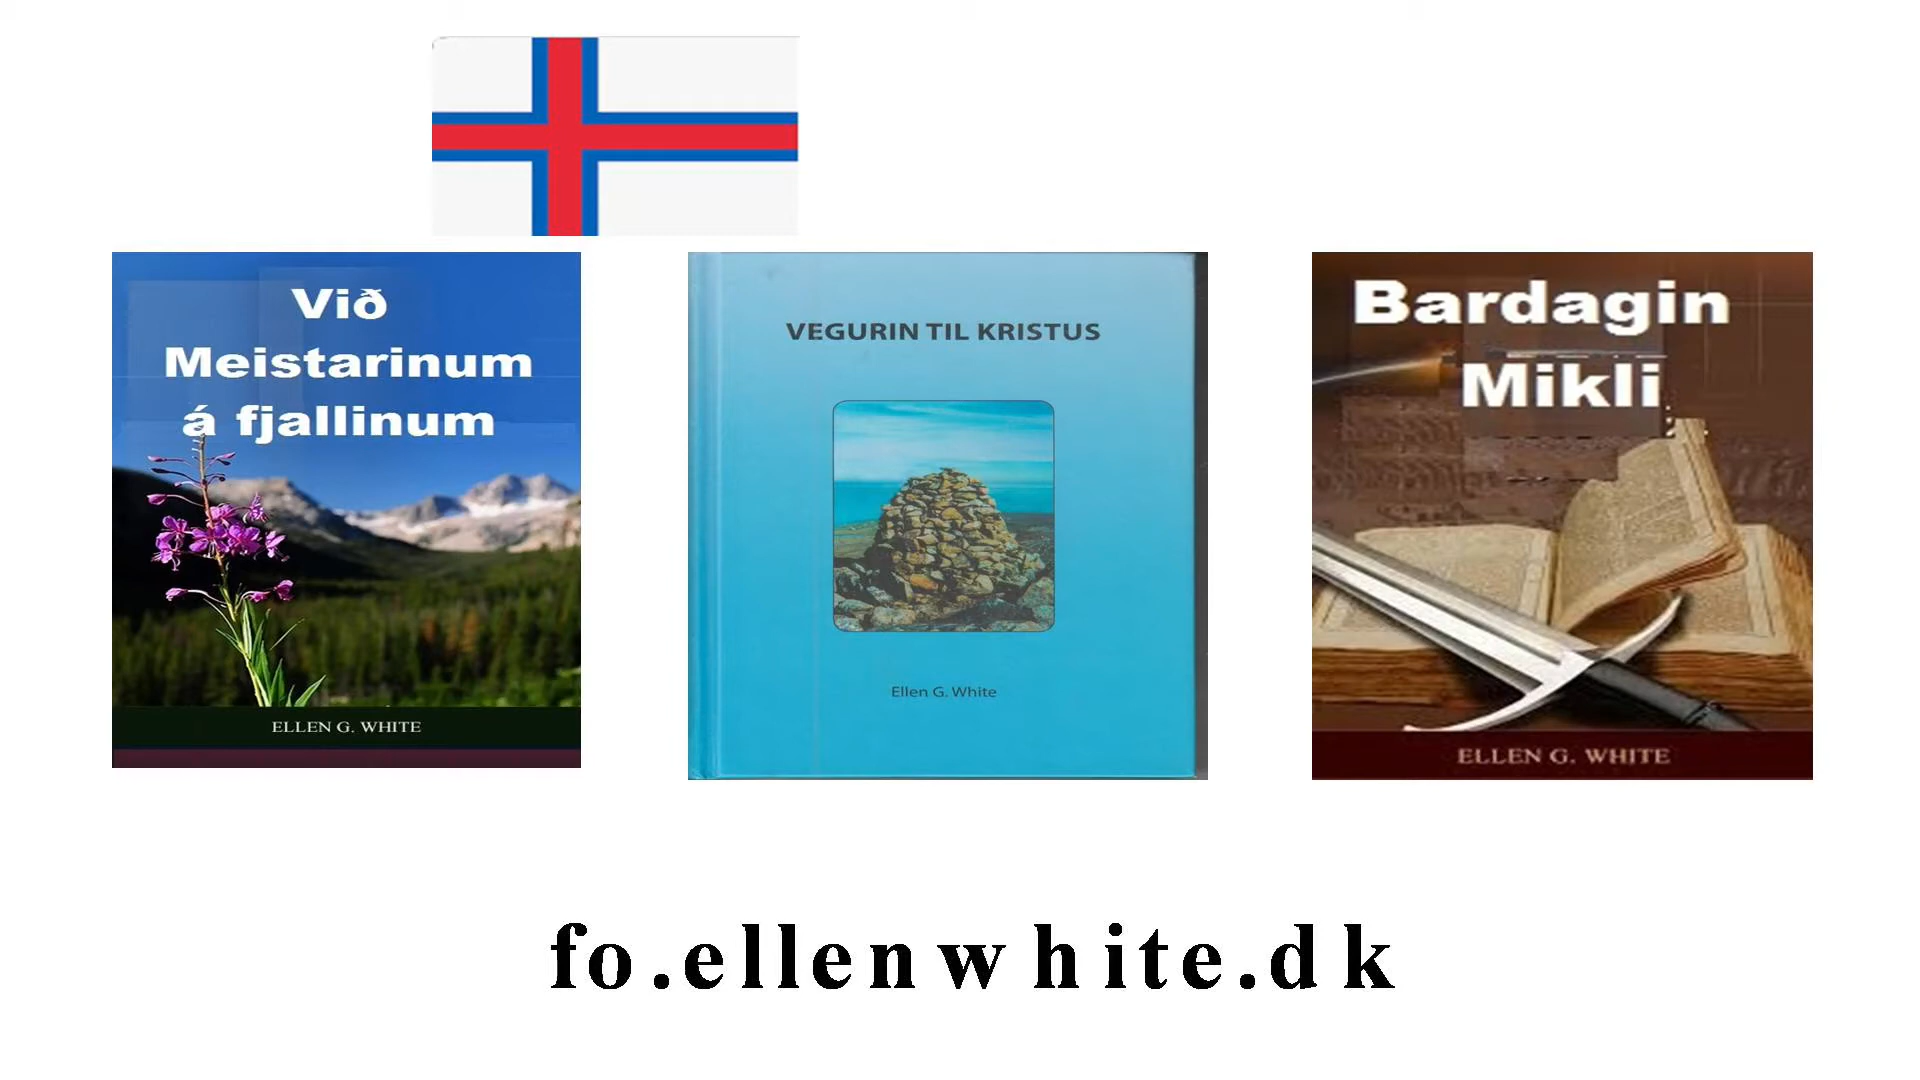 Við
Meistarinum
á fjallinum
ELLEN G. WHITE
VEGURIN TIL KRISTUS
Ellen G. White
Bardagin
Mikli
ELLEN G. WHITE
fo.ellenwhite.dk